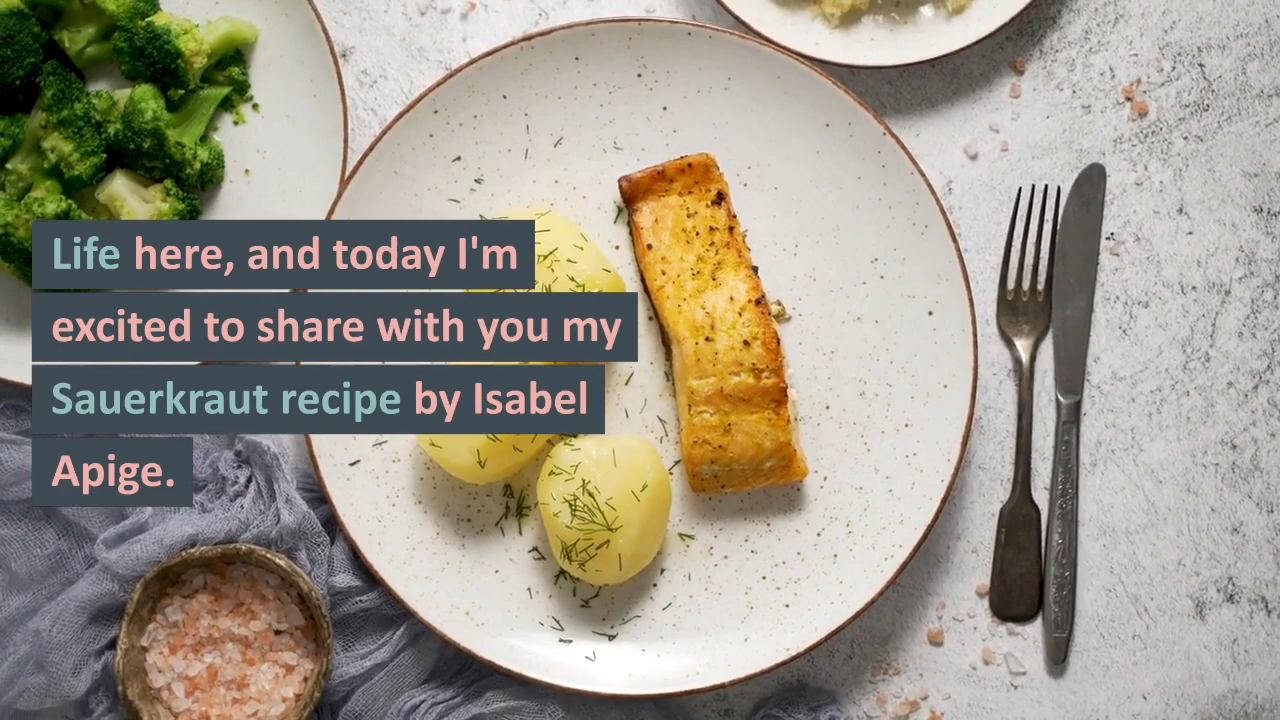 Life here, and today I'm
excited to share with you my
Sauerkraut recipe by Isabel
Apige.